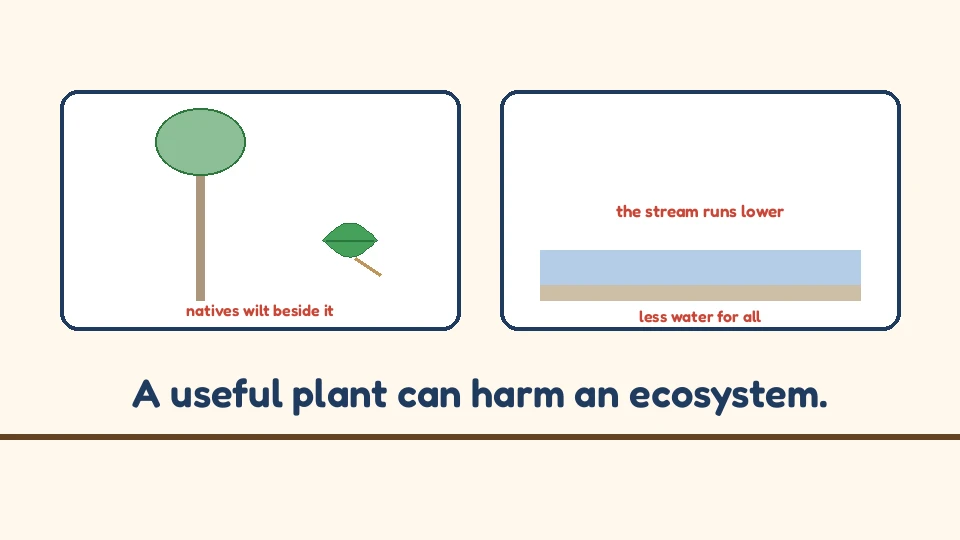 natives wilt beside it
the stream runs lower
less water for all
A useful plant can harm an ecosystem.